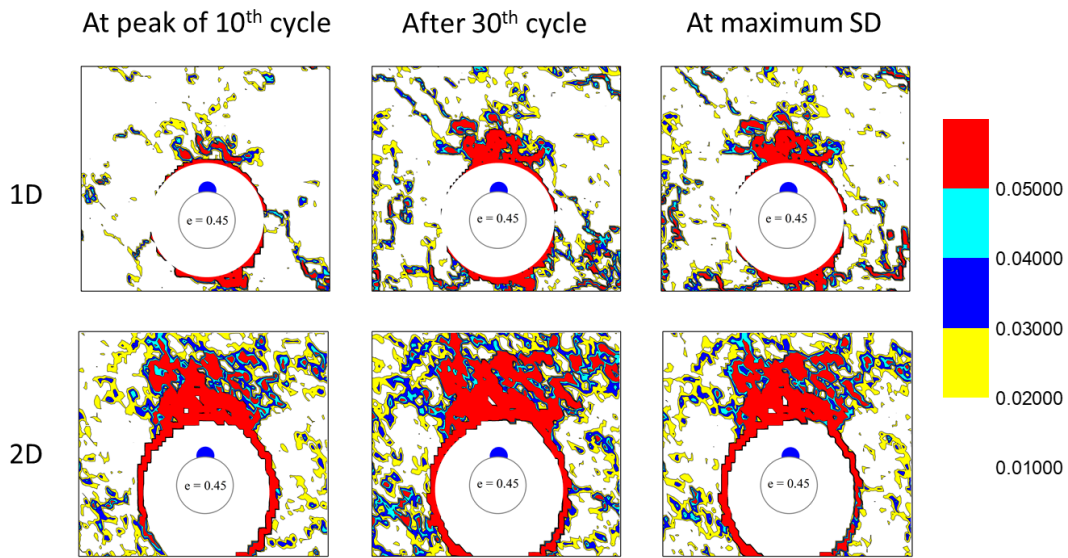 At peak of 10th cycle
After 30th cycle
At maximum SD
1D
e = 0.45
e = 0.45
e = 0.45
0.05000
0.04000
0.03000
0.02000
0.01000
2D
e = 0.45
e = 0.45
e = 0.45